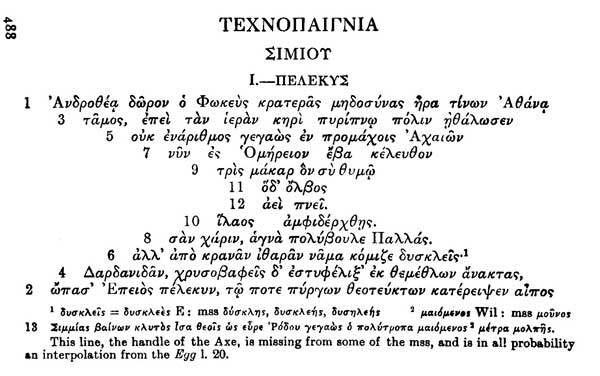 488
ΤΕΧΝΟΠΑΙΓΝΙΑ
ΣΙΜΙΟΥ
I.—ΠΕΛΕΚΥΣ
1 Ἀνδροθέᾳ δῶρον ὁ Φωκεὺς κρατερᾶς μηδοσύνας ἦρα τίνων Ἀθάνᾳ
3 τᾶμος, ἐπεὶ τὰν ἱερὰν κηρὶ πυρίπνῳ πόλιν ᾐθάλωσεν
5 οὐκ ἐνάριθμος γεγαὼς ἐν προμάχοις Ἀχαιῶν
7 νῦν ἐς Ὁμήρειον ἔβα κέλευθον
9 τρὶς μάκαρ ὃν σὺ θυμῷ
11 ὅδ’ ὄλβος
12 ἀεὶ πνεῖ.
10 ἵλαος ἀμφιδέρχθῃς.
8 σὰν χάριν, ἁγνὰ πολύβουλε Παλλάς.
6 ἀλλ’ ἀπὸ κρανᾶν ἰθαρᾶν νᾶμα κόμιζε δυσκλεῖς·¹
4 Δαρδανιδᾶν, χρυσοβαφεῖς δ’ ἐστυφέλιξ’ ἐκ θεμέθλων ἄνακτας,
2 ὤπασ’ Ἐπειὸς πέλεκυν, τῷ ποτε πύργων θεοτεύκτων κατέρειψεν αἶπος
¹ δυσκλεῖς = δυσκλεὲς E: mss δύσκλης, δυσκλεής, δυσηλεής ² μαιόμενος Wil: mss μοῦνος
13 Σιμμίας βαίνων κλυτὸς ἶσα θεοῖς ὡς εὗρε Ῥόδου γεγαὼς ὁ πολύτροπα μαιόμενος² μέτρα μολπῆς.
This line, the handle of the Axe, is missing from some of the mss, and is in all probability
an interpolation from the Egg l. 20.